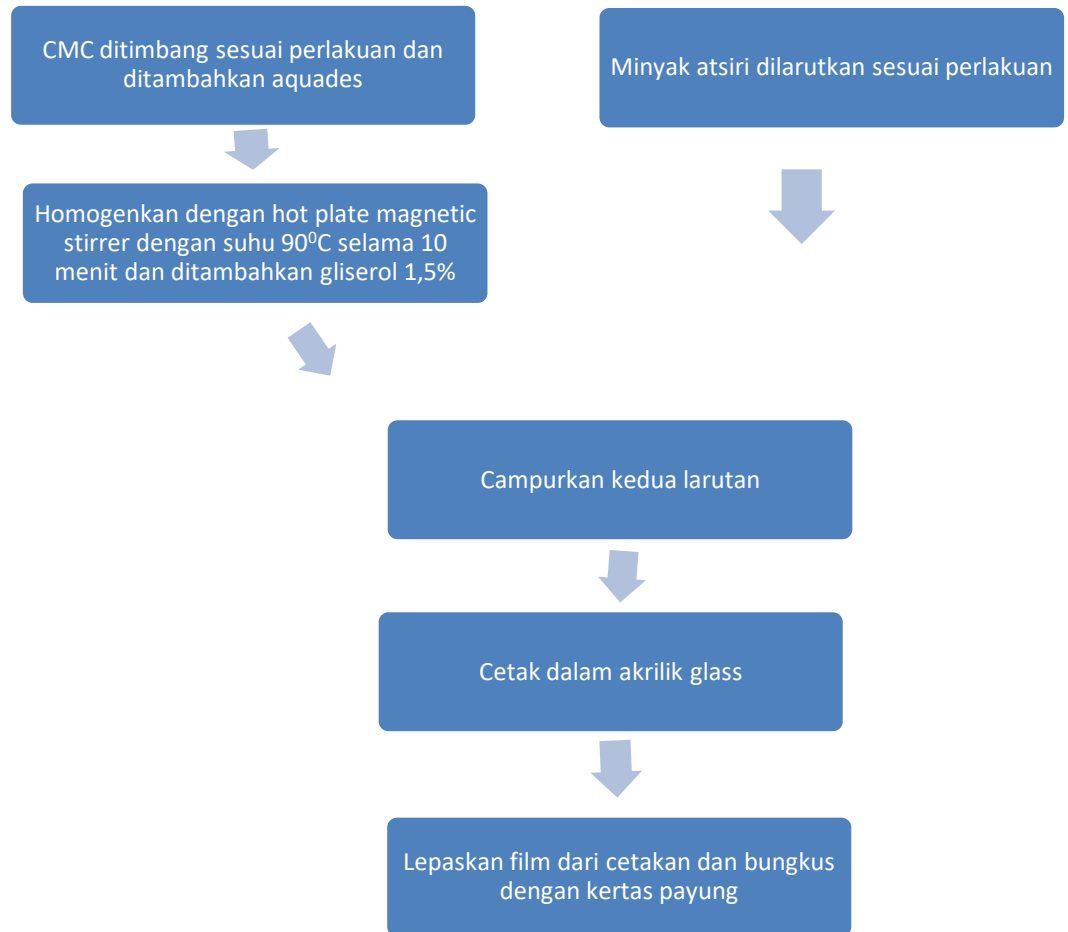 CMC ditimbang sesuai perlakuan dan
ditambahkan aquades
Minyak atsiri dilarutkan sesuai perlakuan
Homogenkan dengan hot plate magnetic
stirrer dengan suhu 90⁰C selama 10
menit dan ditambahkan gliserol 1,5%
Campurkan kedua larutan
Cetak dalam akrilik glass
Lepaskan film dari cetakan dan bungkus
dengan kertas payung